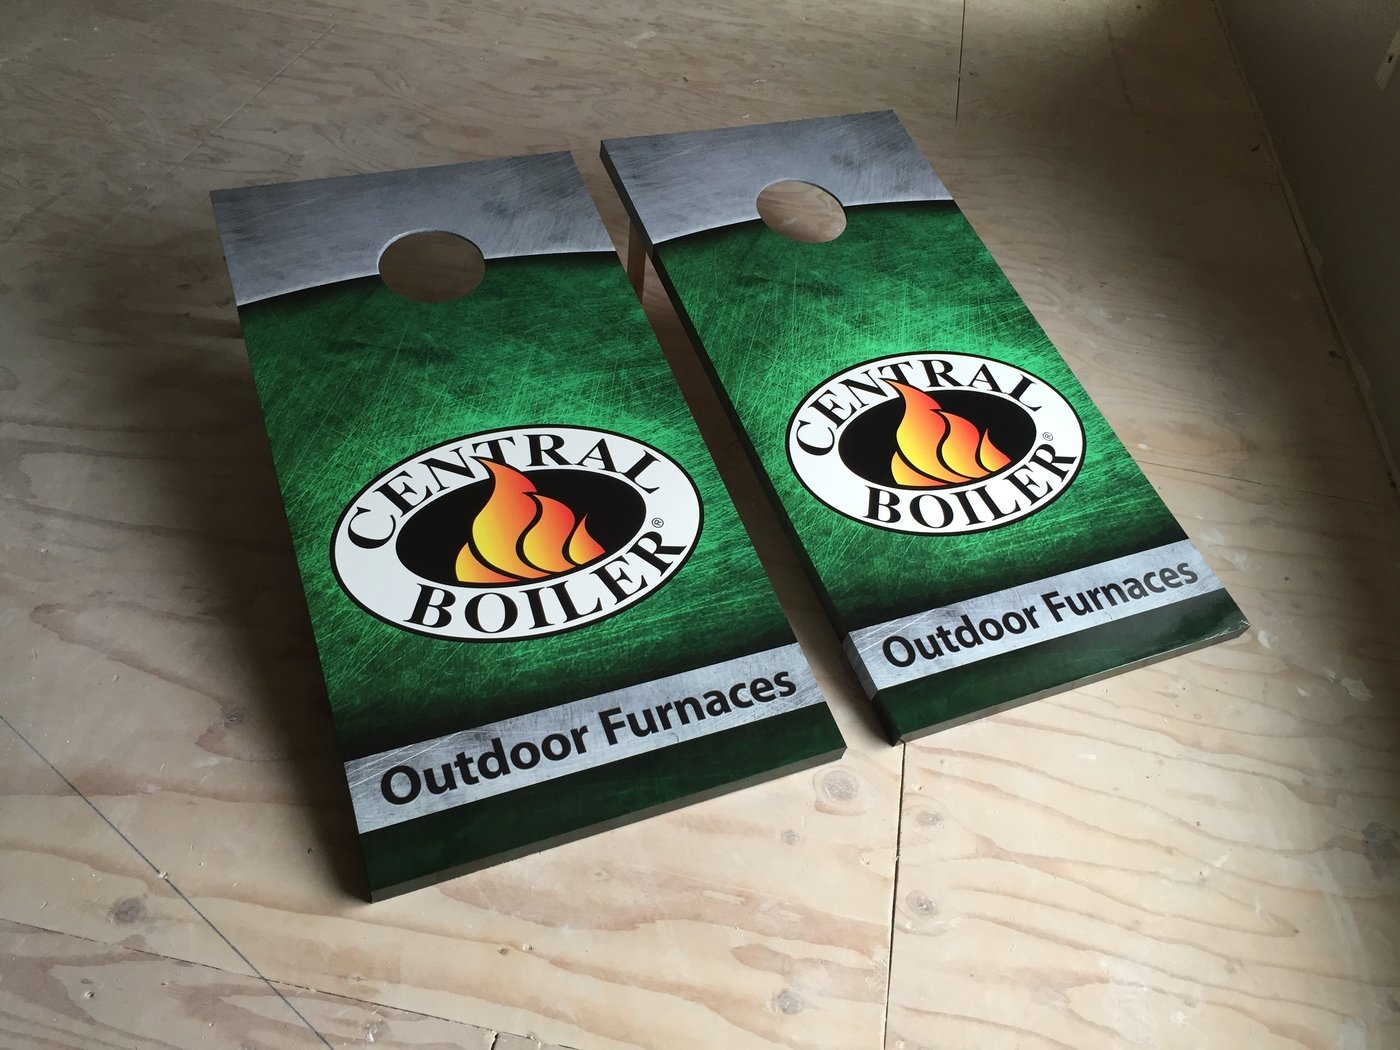 CENTRAL
BOILER®
Outdoor Furnaces
CENTRAL
BOILER®
Outdoor Furnaces